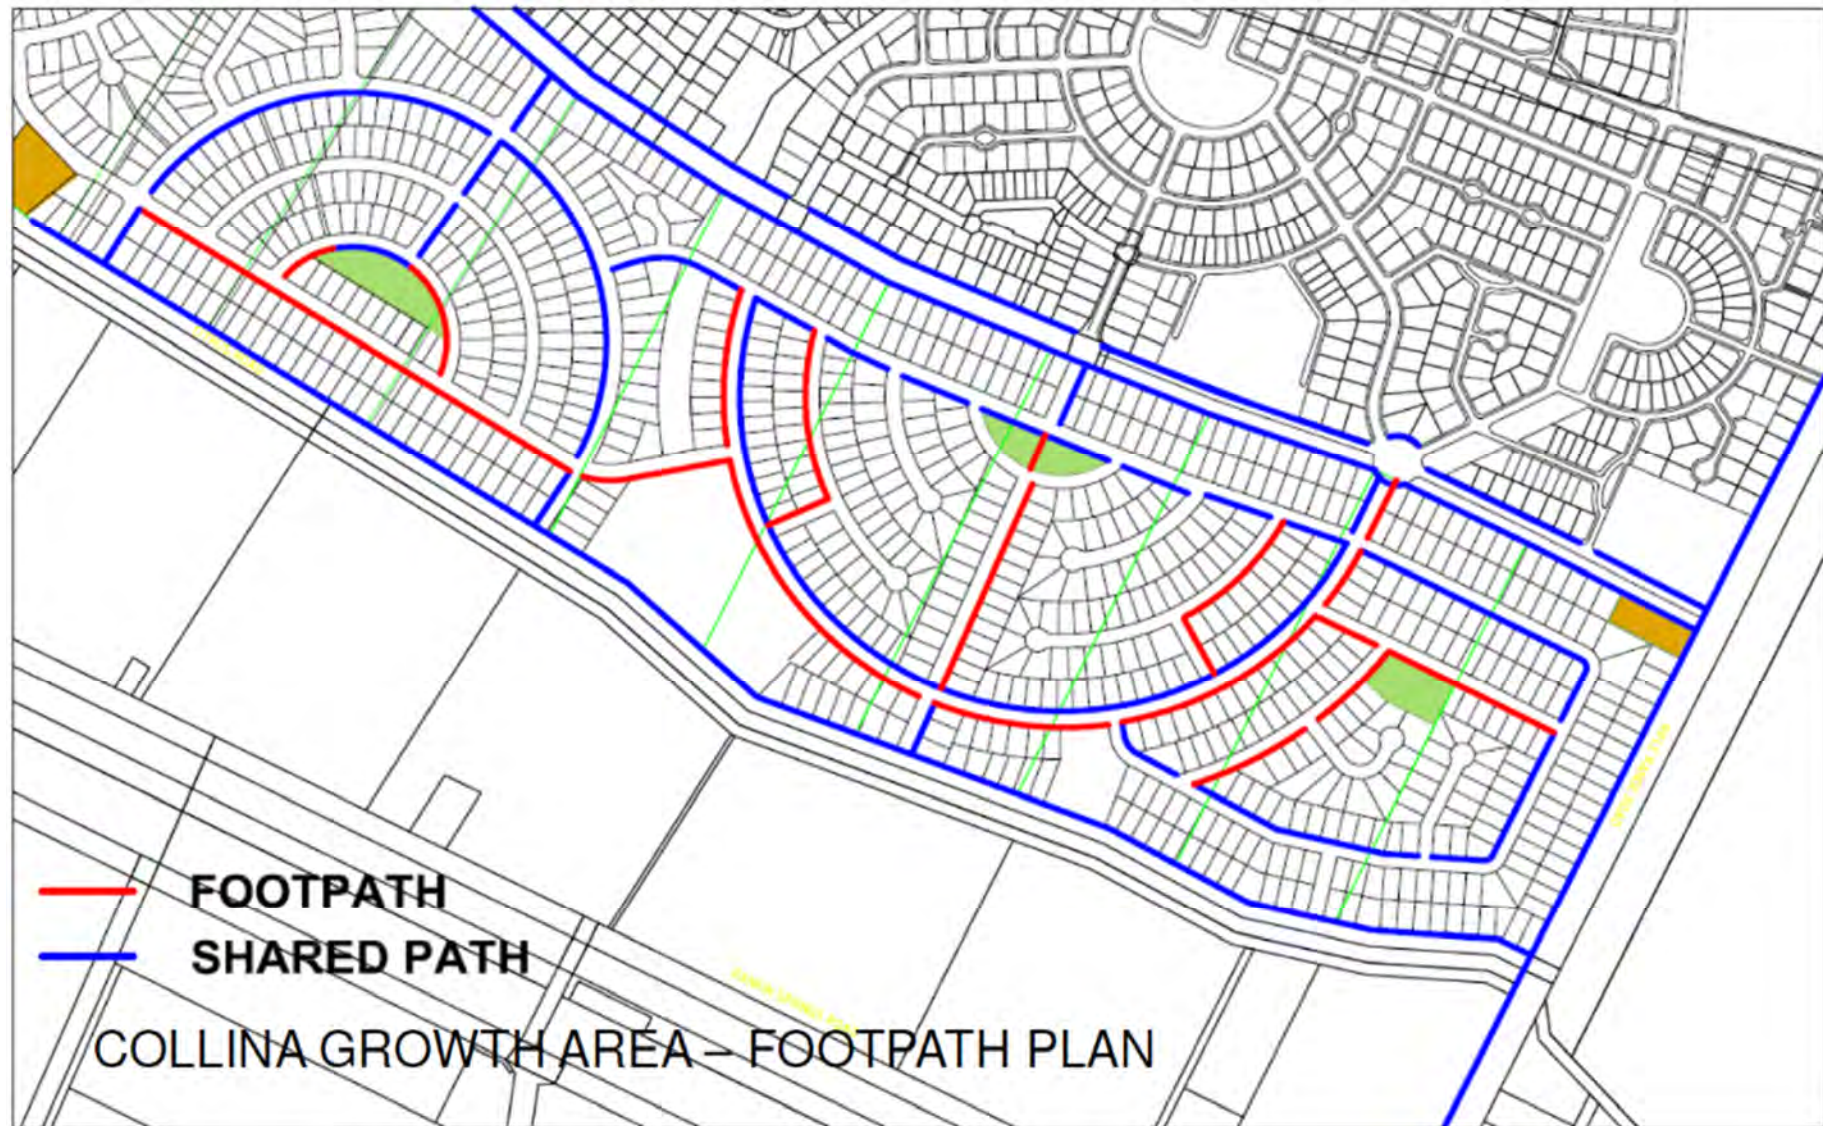 FOOTPATH
SHARED PATH
COLLINA GROWTH AREA – FOOTPATH PLAN